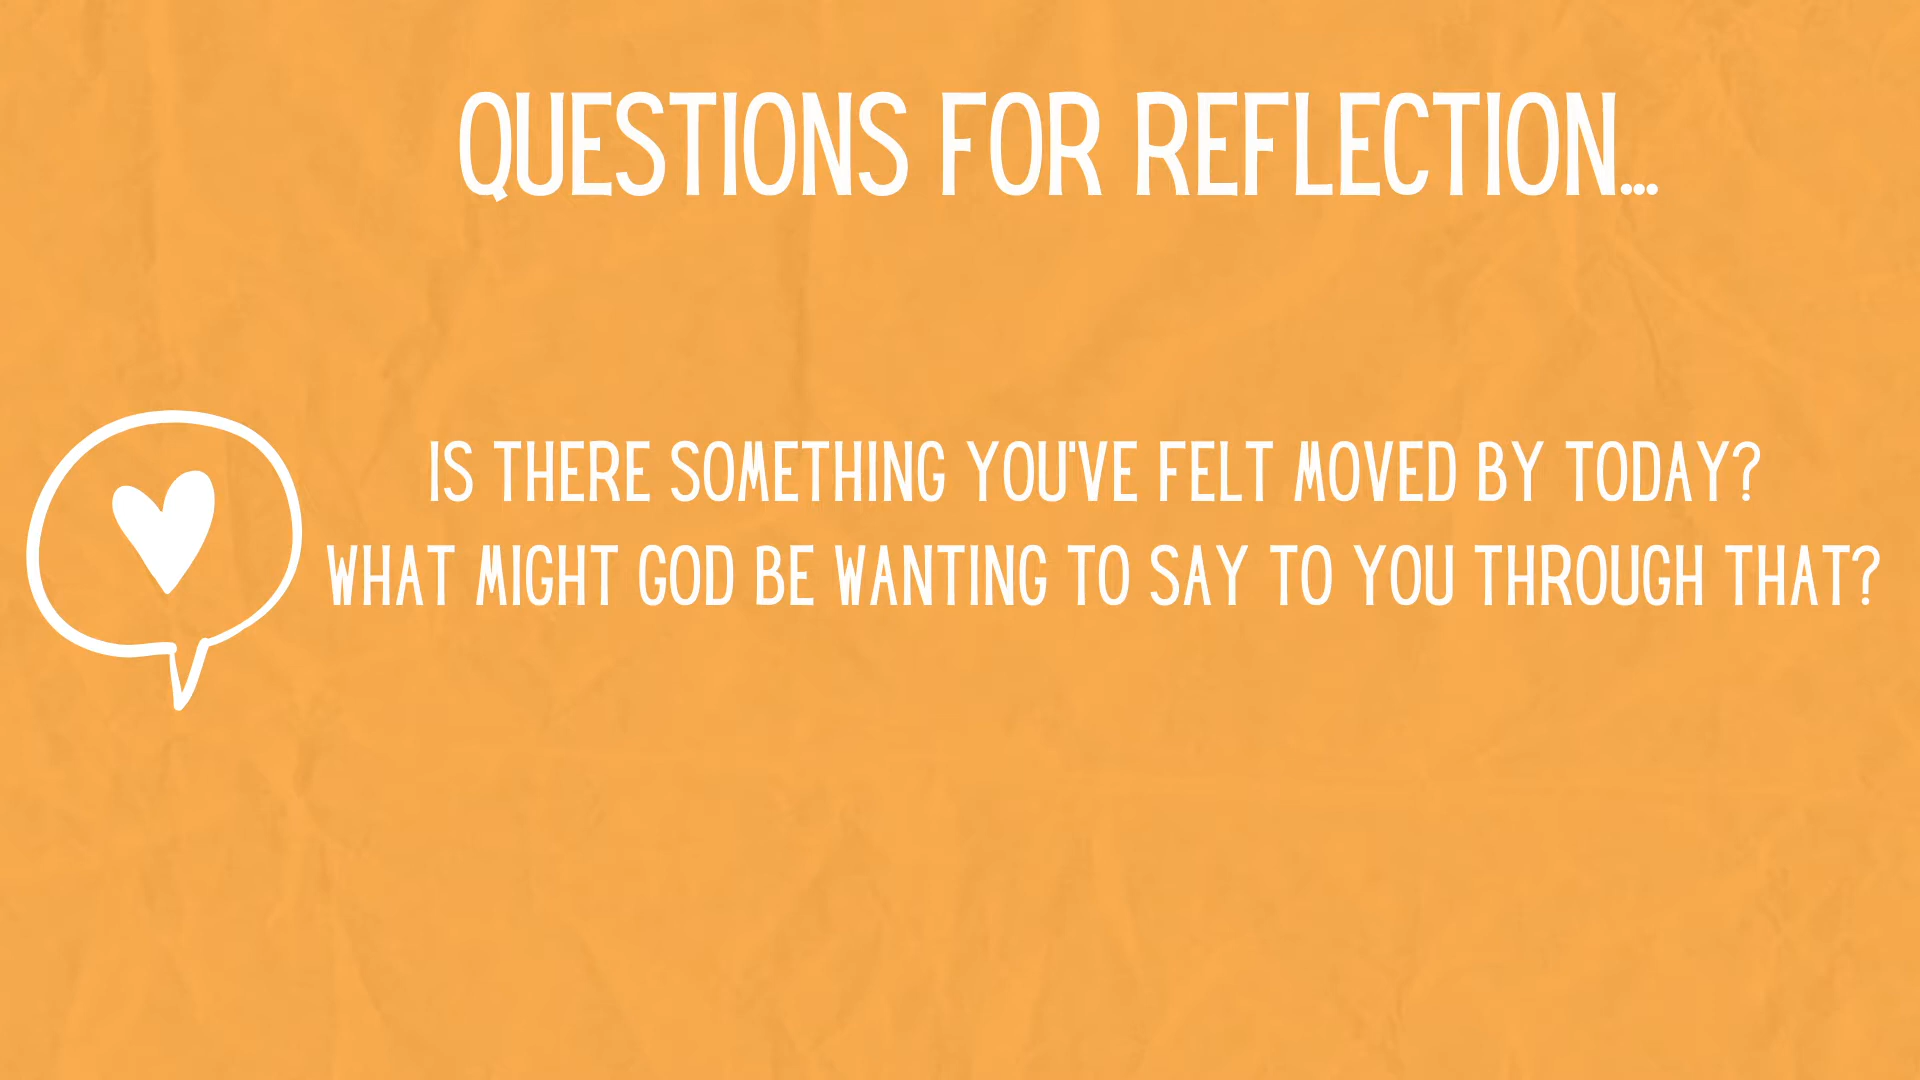 QUESTIONS FOR REFLECTION...
IS THERE SOMETHING YOU'VE FELT MOVED BY TODAY?
WHAT MIGHT GOD BE WANTING TO SAY TO YOU THROUGH THAT?